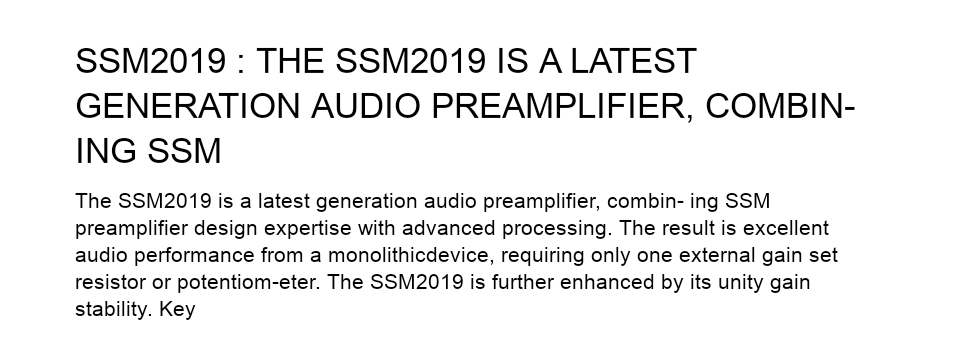 SSM2019 : THE SSM2019 IS A LATEST
GENERATION AUDIO PREAMPLIFIER, COMBIN-
ING SSM
The SSM2019 is a latest generation audio preamplifier, combin- ing SSM
preamplifier design expertise with advanced processing. The result is excellent
audio performance from a monolithicdevice, requiring only one external gain set
resistor or potentiom-eter. The SSM2019 is further enhanced by its unity gain
stability. Key